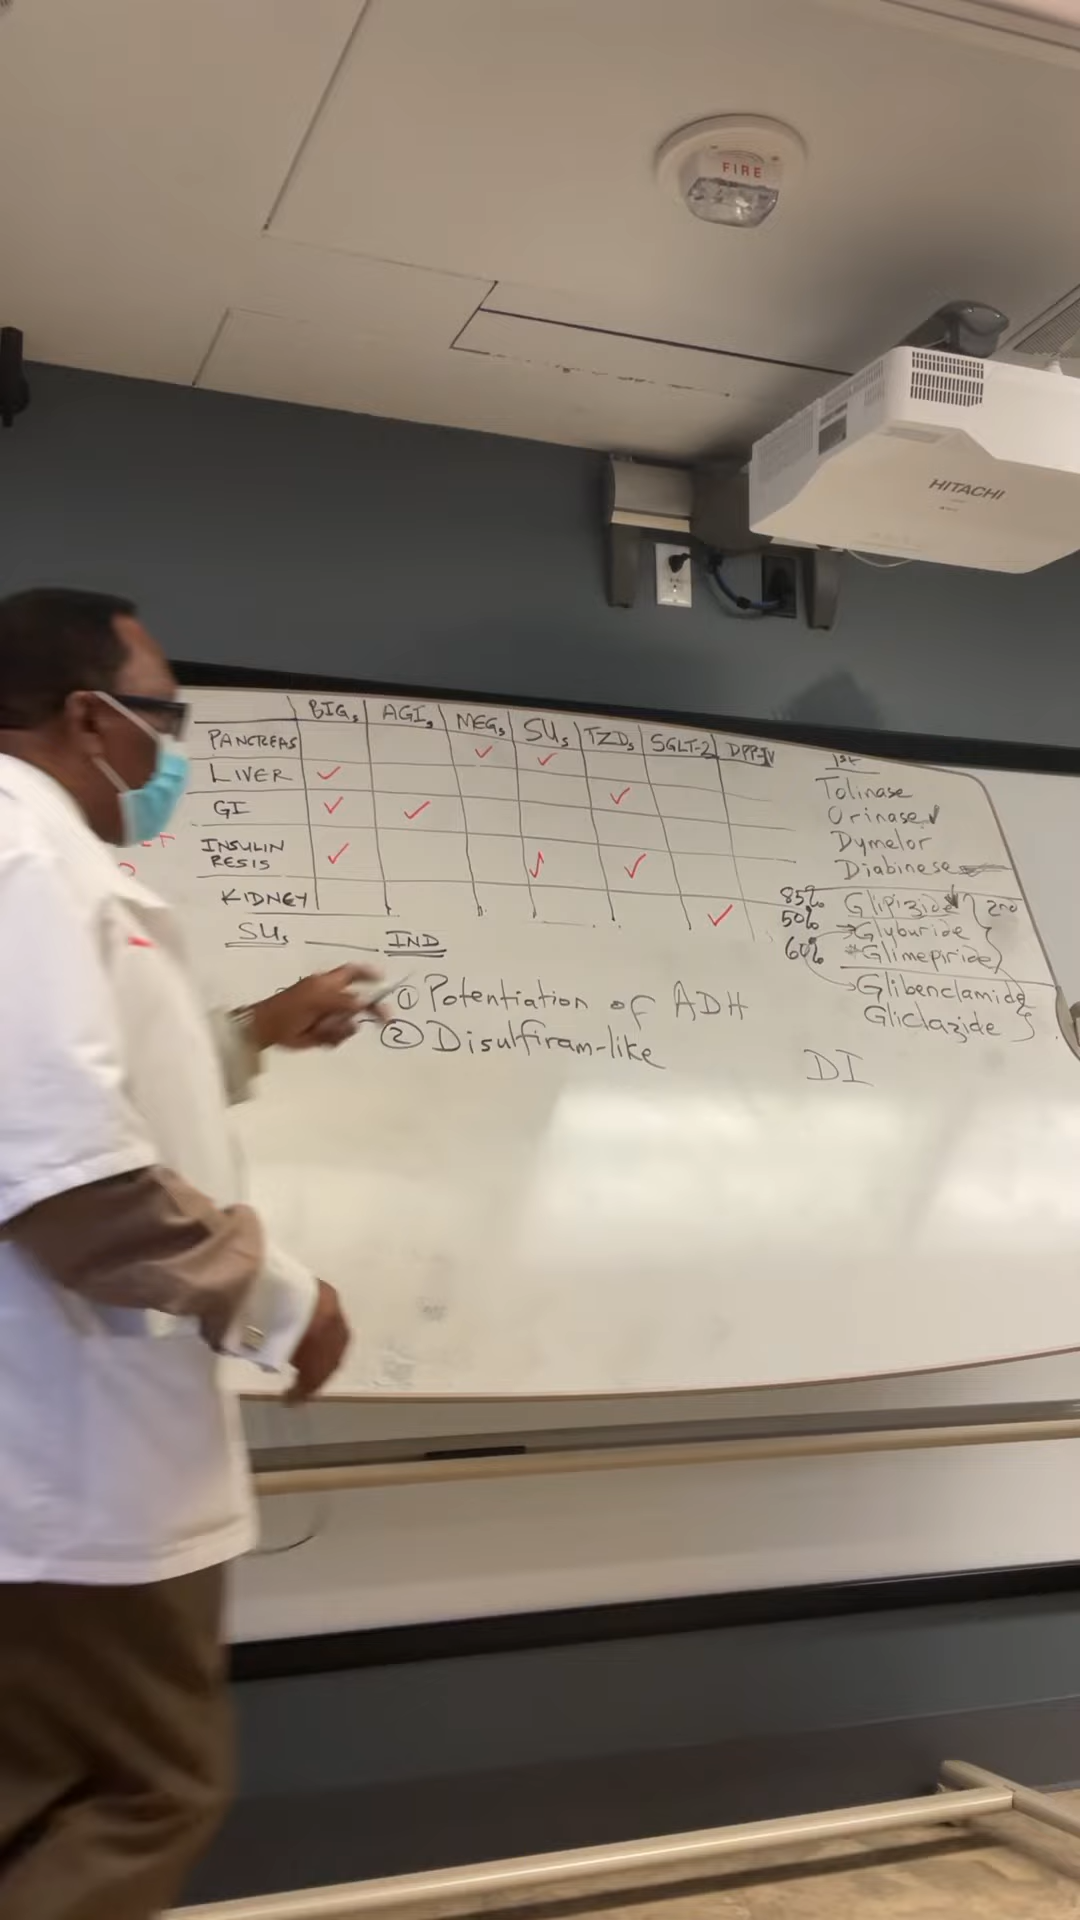 FIRE
HITACHI
BIGs AGIs MEGs SUs TZDs SGLT-2 DPP-IV
PANCREAS ✓ ✓
LIVER ✓ ✓
GI ✓ ✓
INSULIN
RESIS ✓ ✓ ✓
KIDNEY ✓
SUs IND
① Potentiation of ADH
② Disulfiram-like
1st
Tolinase
Orinase ✓
Dymelor
Diabinese
85% Glipizide 2nd
50% Glyburide
60% *Glimepiride
Glibenclamide
Gliclazide
DI